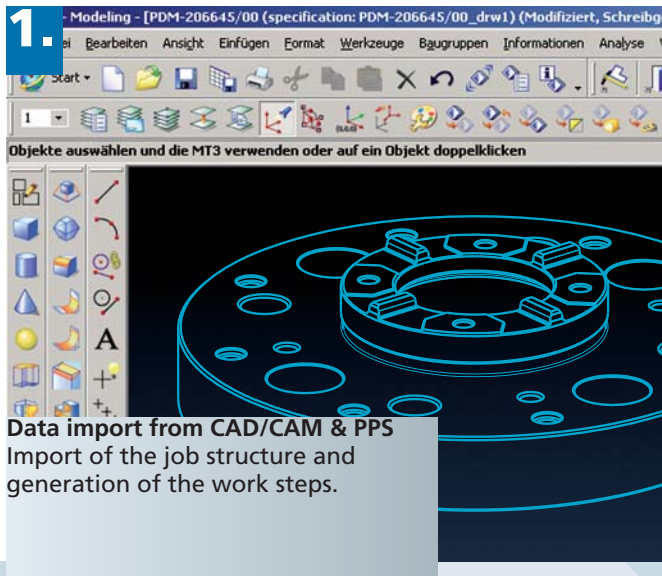 1.
- Modeling - [PDM-206645/00 (specification: PDM-206645/00_drw1) (Modifiziert, Schreibg
ei Bearbeiten Ansicht Einfügen Format Werkzeuge Baugruppen Informationen Analyse
Start
1
Objekte auswählen und die MT3 verwenden oder auf ein Objekt doppelklicken
A
Data import from CAD/CAM & PPS
Import of the job structure and
generation of the work steps.